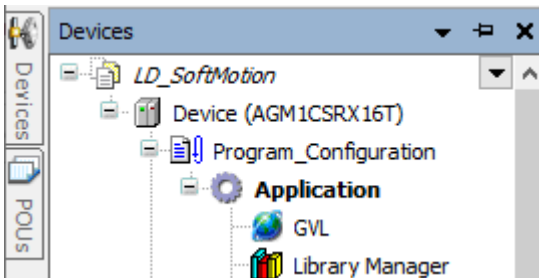 Devices
LD_SoftMotion
Device (AGM1CSRX16T)
Program_Configuration
Application
GVL
Library Manager
Devices
POUs